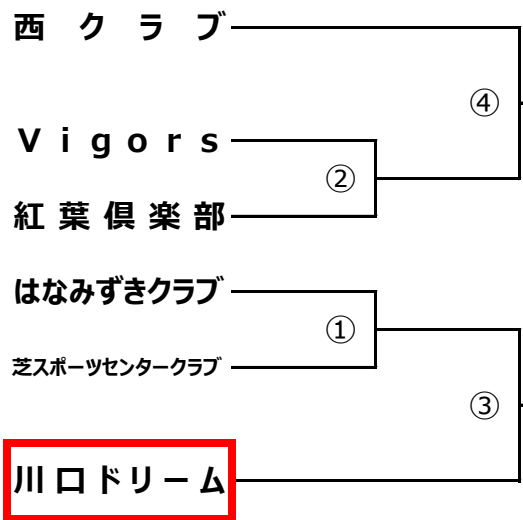 西クラブ
④
Vigors
②
紅葉倶楽部
はなみずきクラブ
①
芝スポーツセンタークラブ
③
川口ドリーム